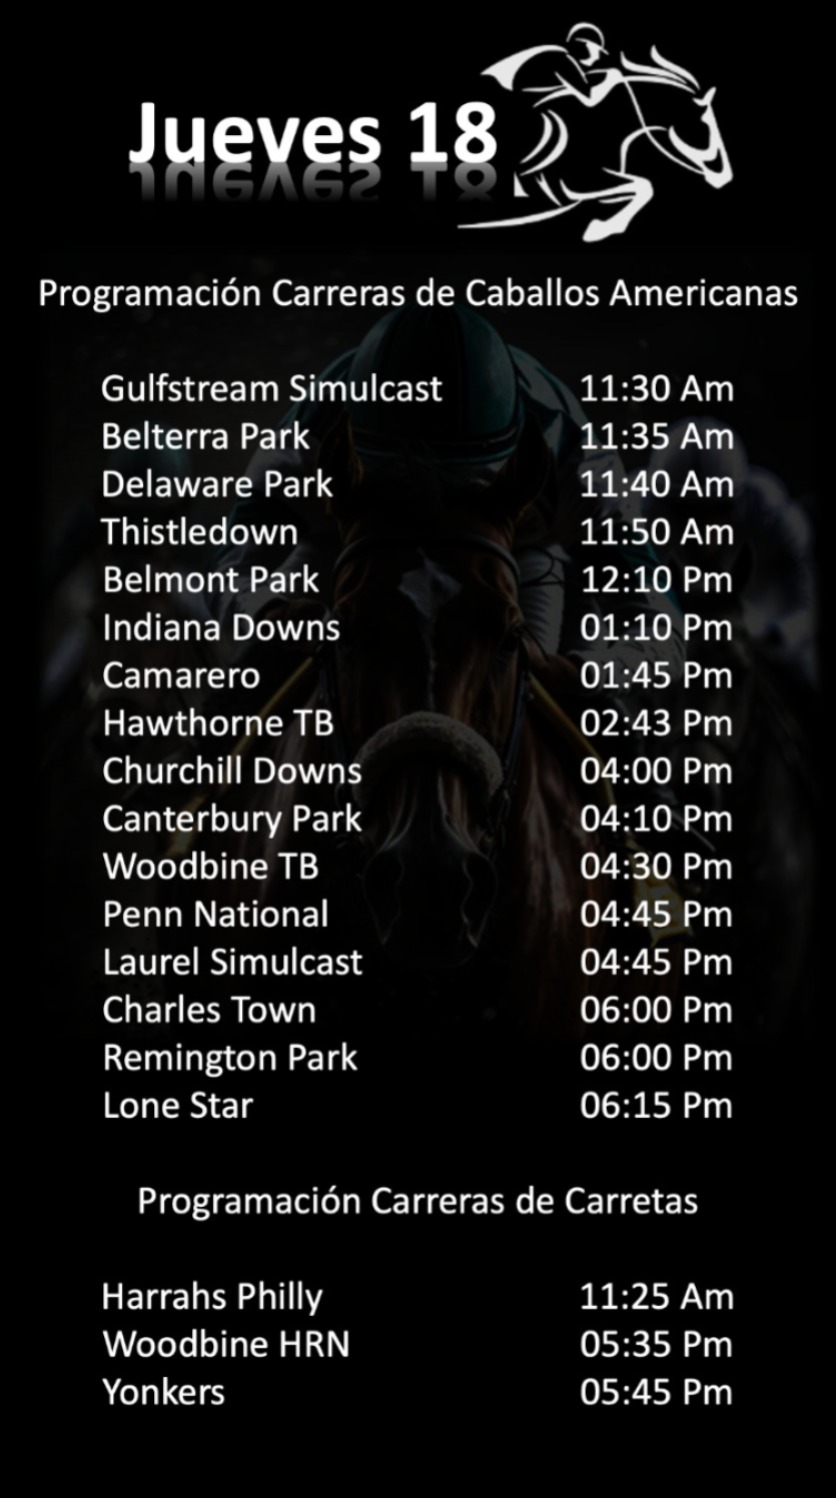 Jueves 18
Programación Carreras de Caballos Americanas
Gulfstream Simulcast 11:30 Am
Belterra Park 11:35 Am
Delaware Park 11:40 Am
Thistledown 11:50 Am
Belmont Park 12:10 Pm
Indiana Downs 01:10 Pm
Camarero 01:45 Pm
Hawthorne TB 02:43 Pm
Churchill Downs 04:00 Pm
Canterbury Park 04:10 Pm
Woodbine TB 04:30 Pm
Penn National 04:45 Pm
Laurel Simulcast 04:45 Pm
Charles Town 06:00 Pm
Remington Park 06:00 Pm
Lone Star 06:15 Pm
Programación Carreras de Carretas
Harrahs Philly 11:25 Am
Woodbine HRN 05:35 Pm
Yonkers 05:45 Pm